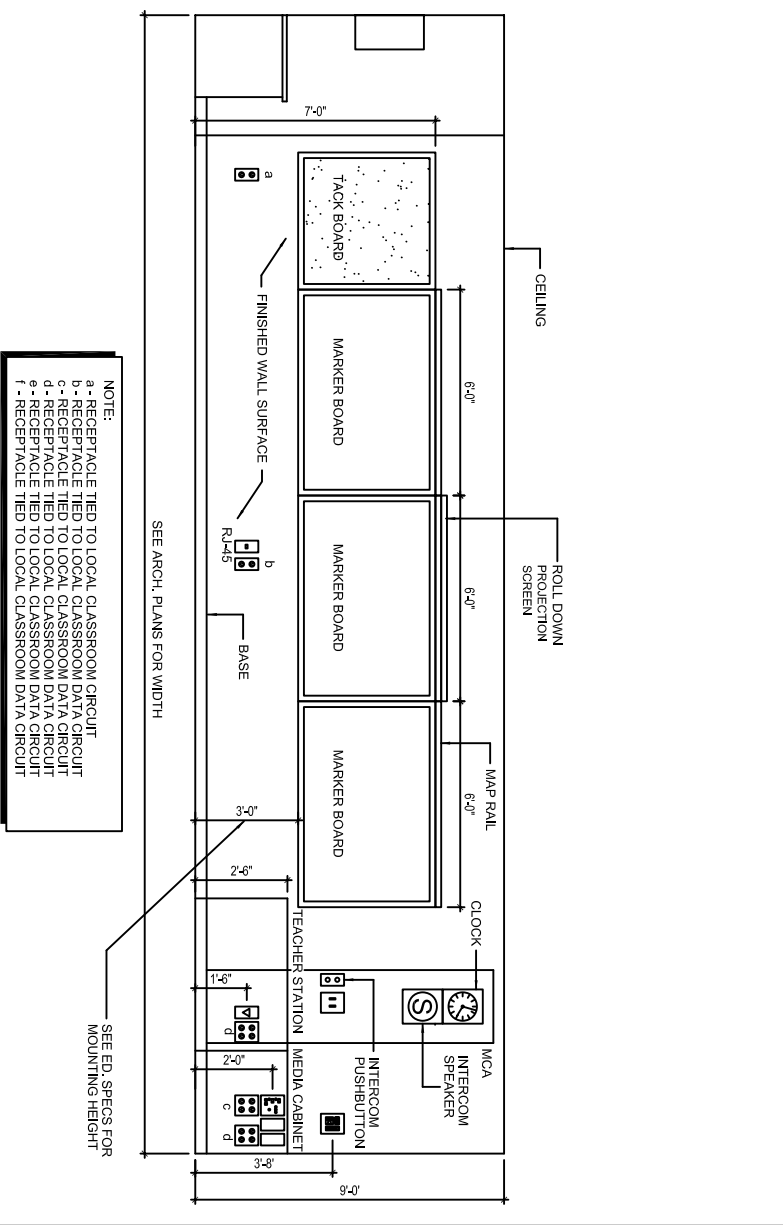 CEILING
ROLL DOWN
PROJECTION
SCREEN
MAP RAIL
CLOCK
INTERCOM
SPEAKER
MCA
INTERCOM
PUSHBUTTON
6'-0"
6'-0"
6'-0"
9'-0'
7'-0"
TACK BOARD
MARKER BOARD
MARKER BOARD
MARKER BOARD
S
a
FINISHED WALL SURFACE
b
RJ-45
BASE
3'-0"
2'-6"
TEACHER STATION
MEDIA CABINET
1'-6"
d
2'-0"
c
d
3'-8'
SEE ARCH. PLANS FOR WIDTH
SEE ED. SPECS FOR
MOUNTING HEIGHT
NOTE:
a - RECEPTACLE TIED TO LOCAL CLASSROOM CIRCUIT
b - RECEPTACLE TIED TO LOCAL CLASSROOM DATA CIRCUIT
c - RECEPTACLE TIED TO LOCAL CLASSROOM DATA CIRCUIT
d - RECEPTACLE TIED TO LOCAL CLASSROOM DATA CIRCUIT
e - RECEPTACLE TIED TO LOCAL CLASSROOM DATA CIRCUIT
f - RECEPTACLE TIED TO LOCAL CLASSROOM DATA CIRCUIT